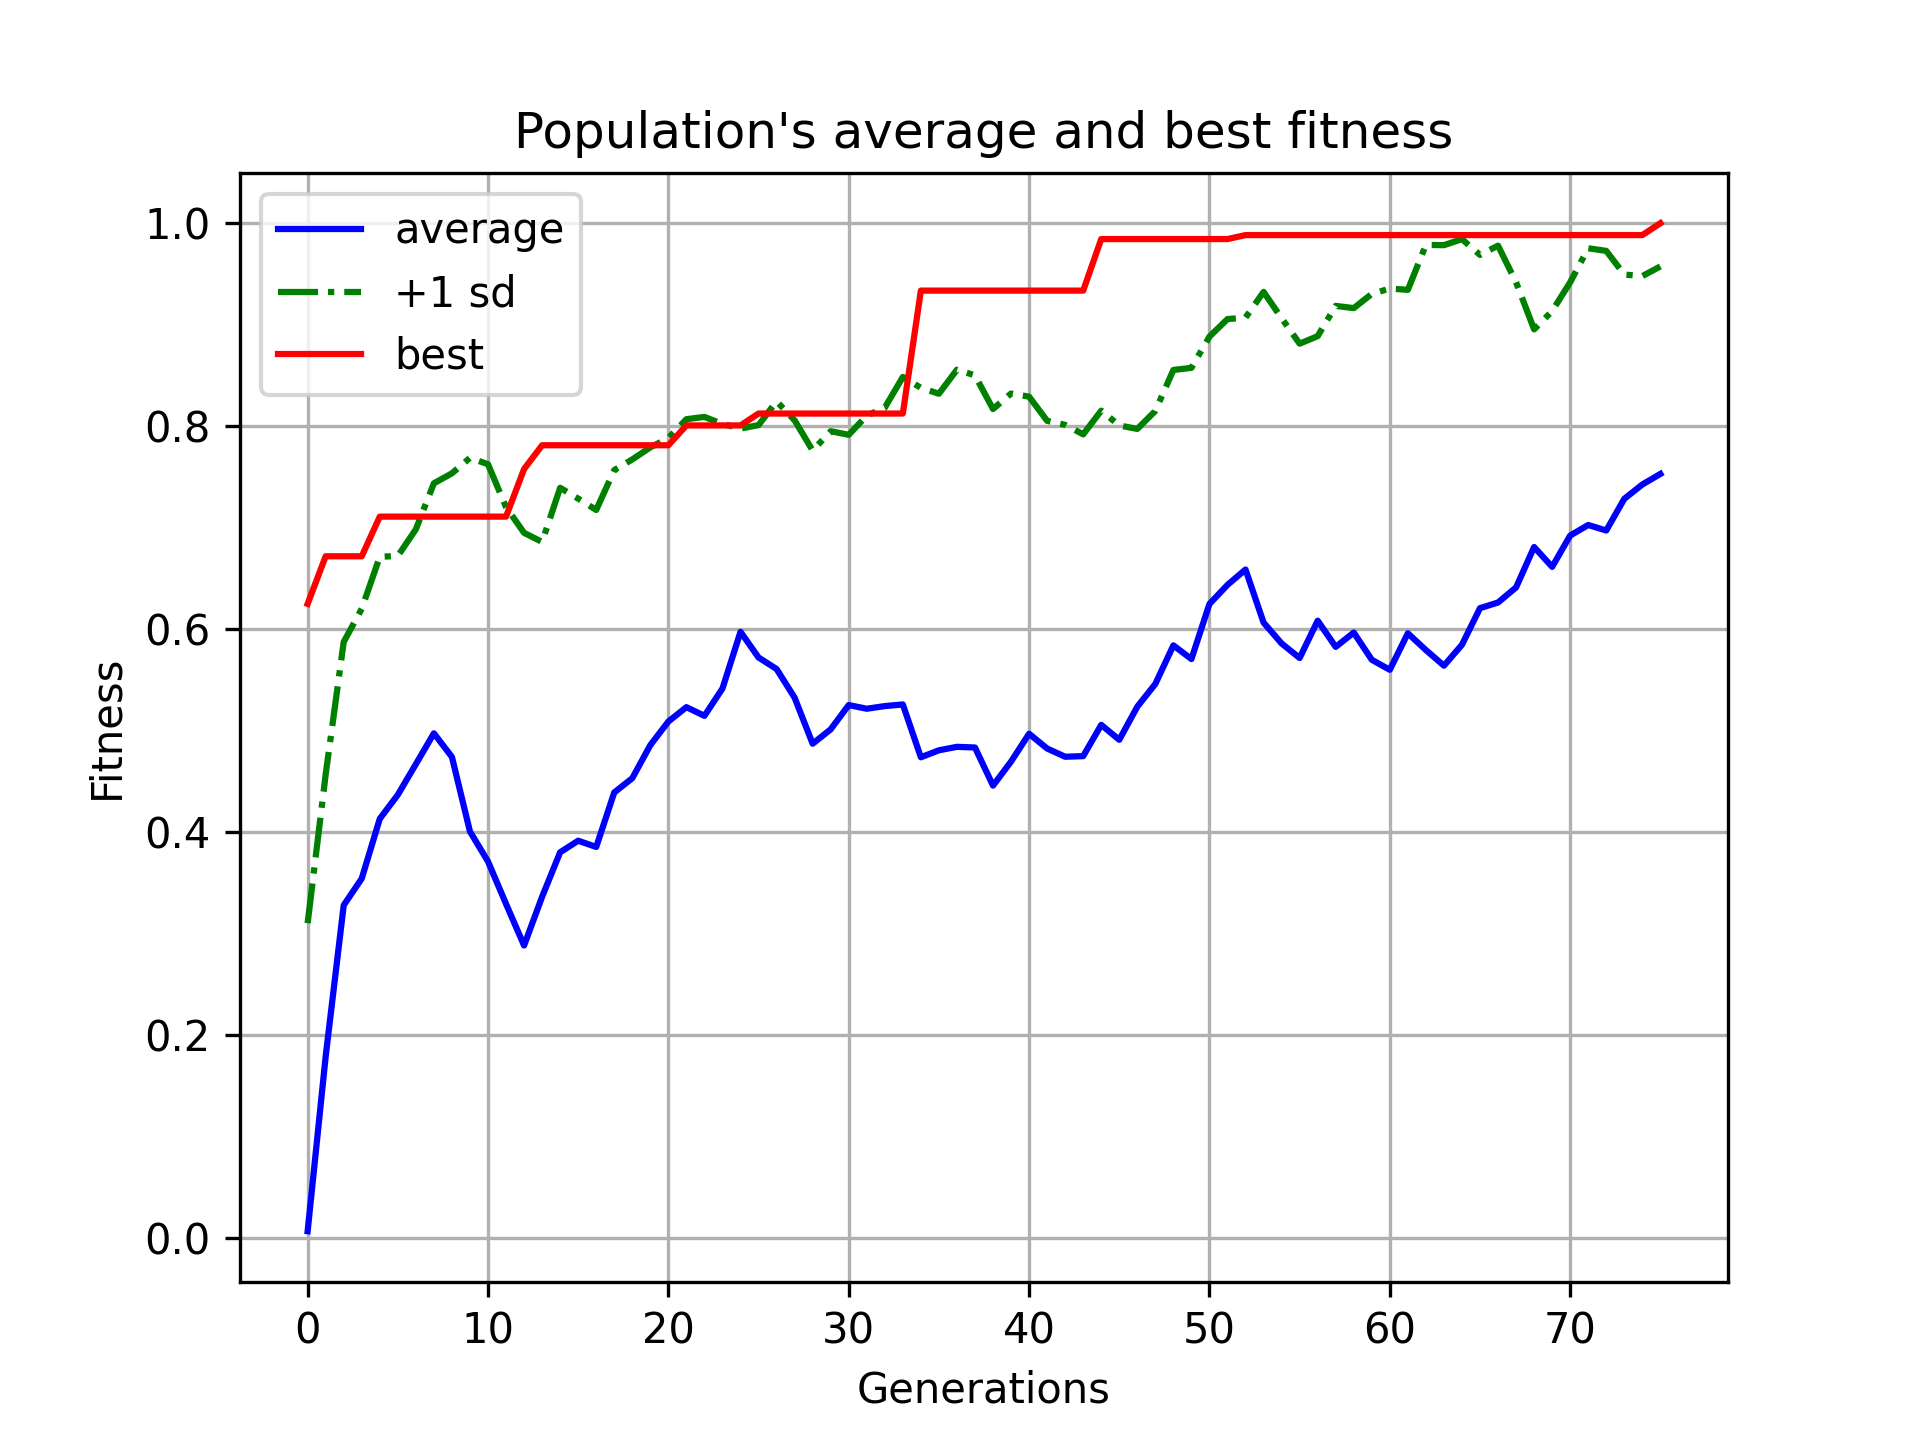 Population's average and best fitness
average
+1 sd
best
1.0
0.8
0.6
0.4
0.2
0.0
Fitness
0 10 20 30 40 50 60 70
Generations